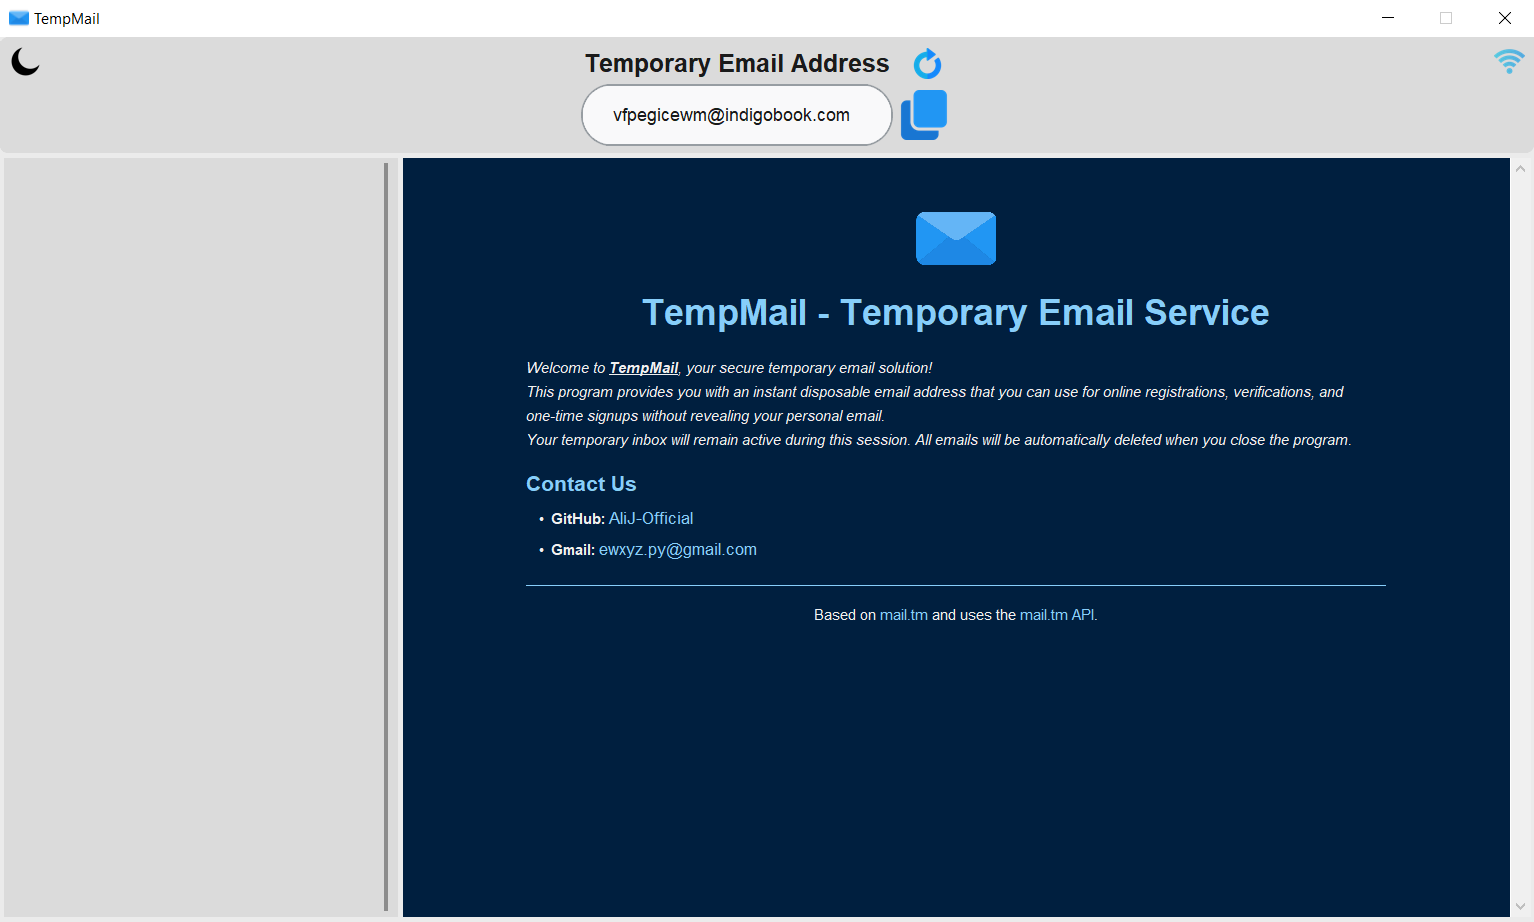 TempMail
Temporary Email Address
vfpegicewm@indigobook.com
TempMail - Temporary Email Service
Welcome to TempMail, your secure temporary email solution!
This program provides you with an instant disposable email address that you can use for online registrations, verifications, and
one-time signups without revealing your personal email.
Your temporary inbox will remain active during this session. All emails will be automatically deleted when you close the program.
Contact Us
• GitHub: AliJ-Official
• Gmail: ewxyz.py@gmail.com
Based on mail.tm and uses the mail.tm API.